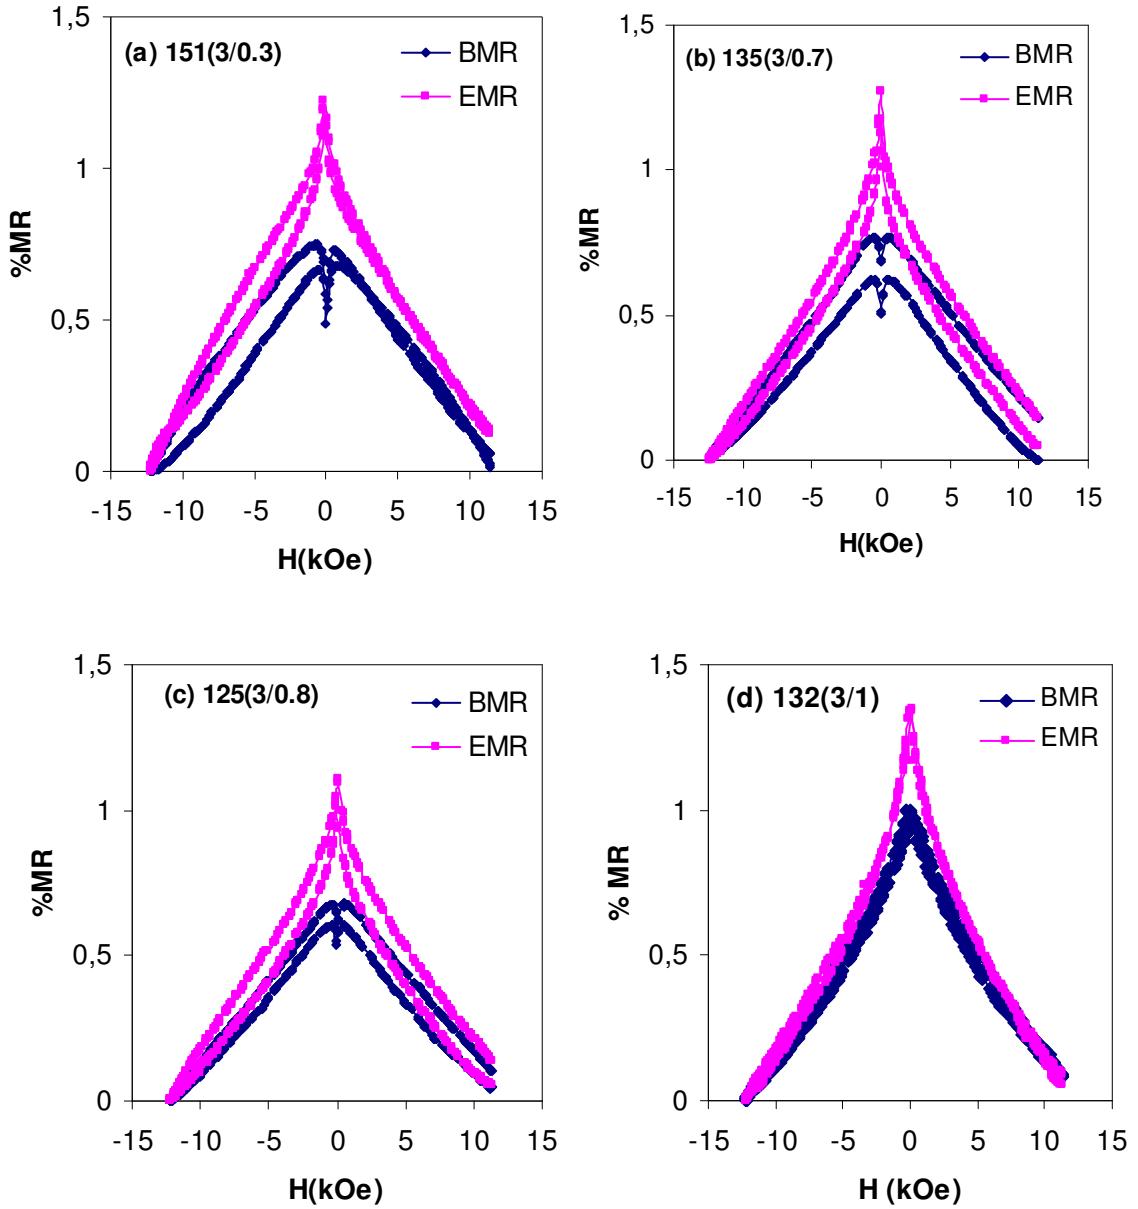 1,5
(a) 151(3/0.3)
BMR
EMR
1
%MR
0,5
0
-15 -10 -5 0 5 10 15
H(kOe)
1,5
(b) 135(3/0.7)
BMR
EMR
1
%MR
0,5
0
-15 -10 -5 0 5 10 15
H(kOe)
1,5
(c) 125(3/0.8)
BMR
EMR
1
%MR
0,5
0
-15 -10 -5 0 5 10 15
H(kOe)
1,5
(d) 132(3/1)
BMR
EMR
1
% MR
0,5
0
-15 -10 -5 0 5 10 15
H (kOe)